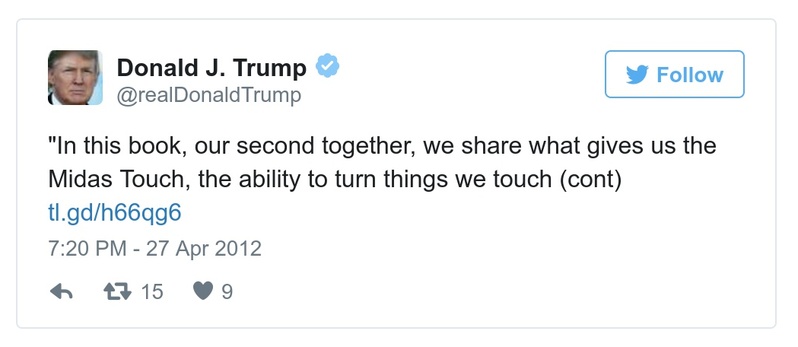 Donald J. Trump
@realDonaldTrump
Follow
"In this book, our second together, we share what gives us the
Midas Touch, the ability to turn things we touch (cont)
tl.gd/h66qg6
7:20 PM - 27 Apr 2012
15 9